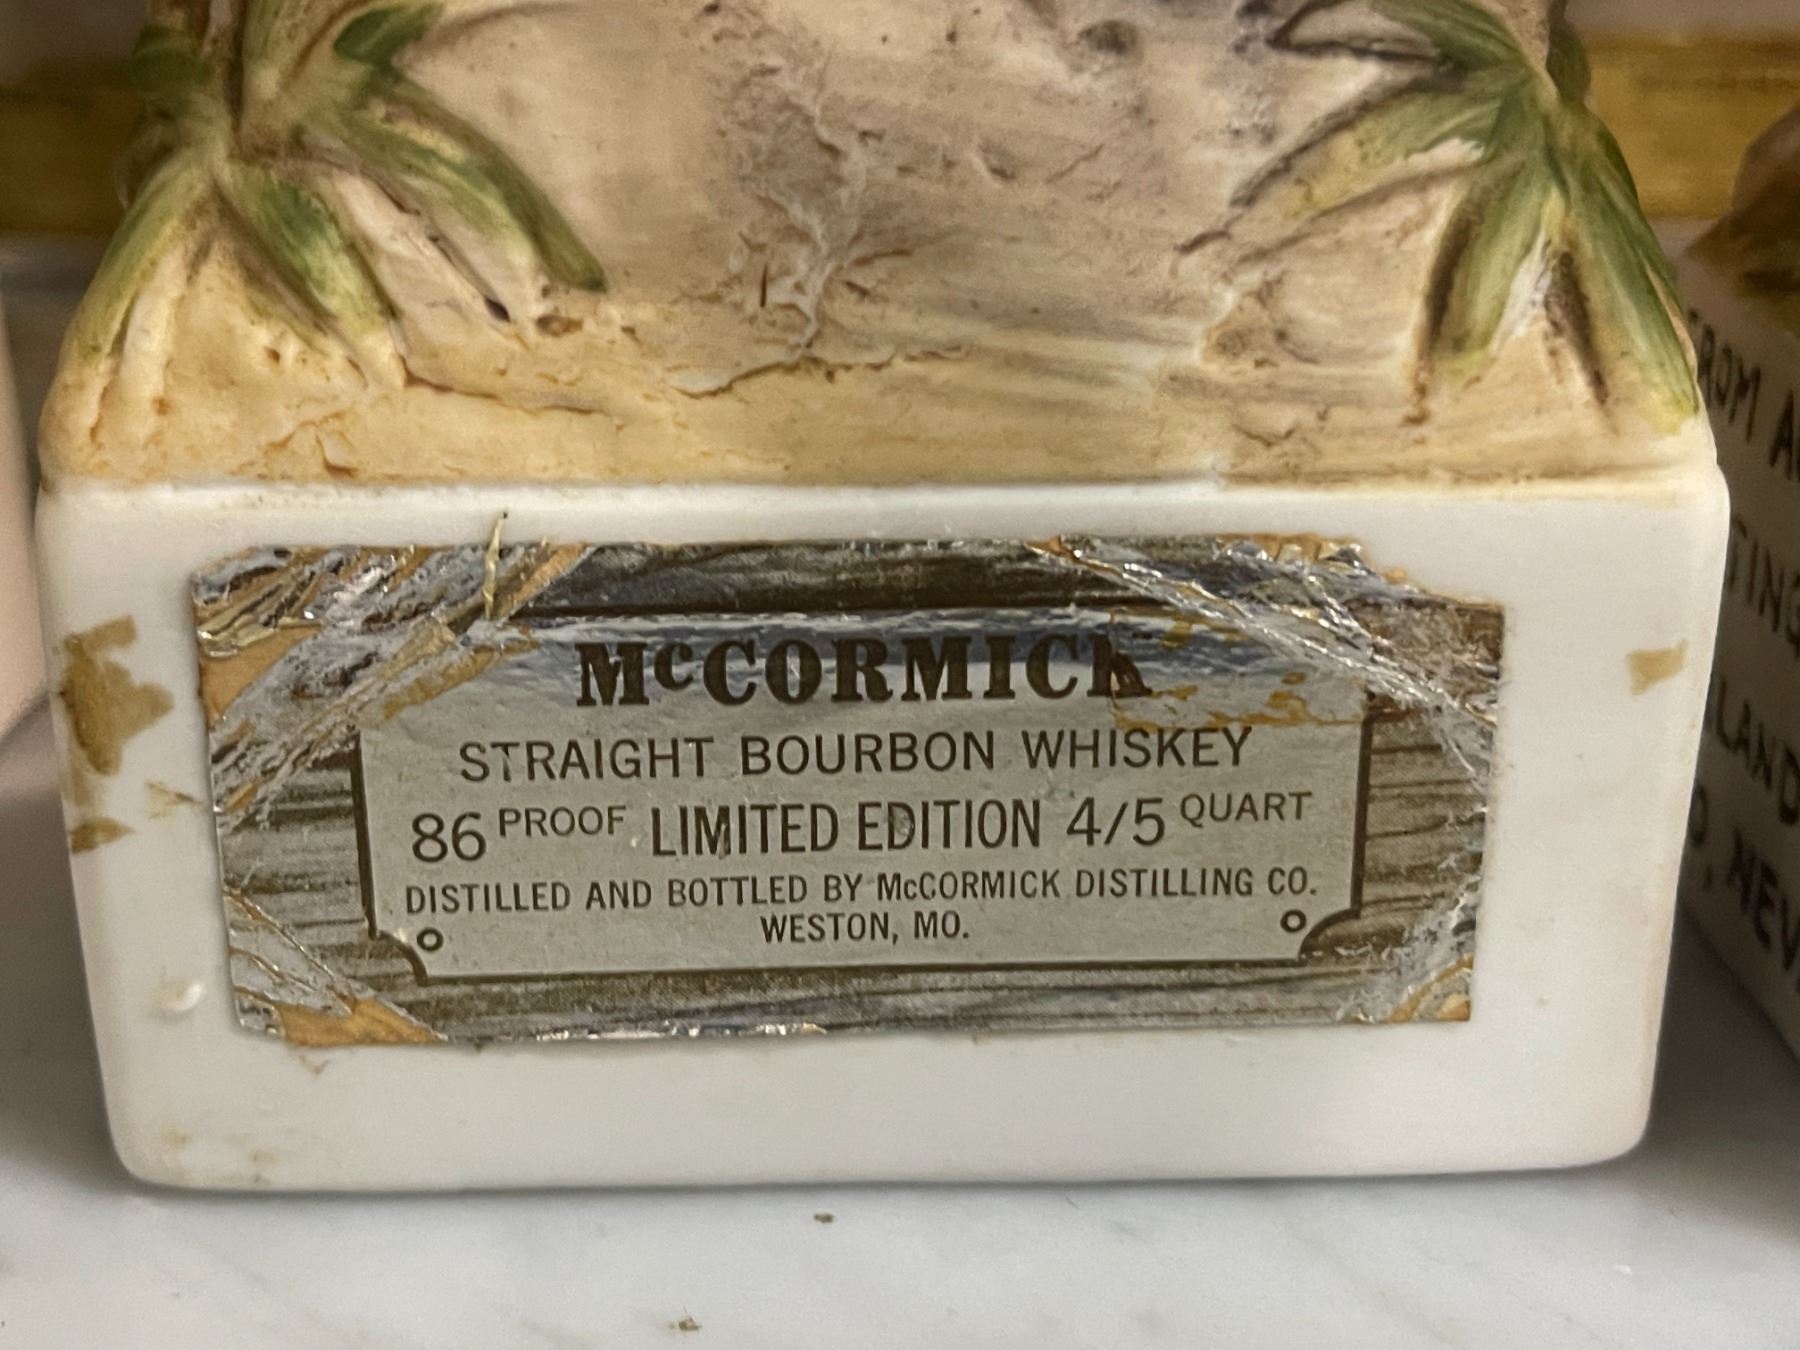 McCORMICK
STRAIGHT BOURBON WHISKEY
86 PROOF LIMITED EDITION 4/5 QUART
DISTILLED AND BOTTLED BY McCORMICK DISTILLING CO.
WESTON, MO.